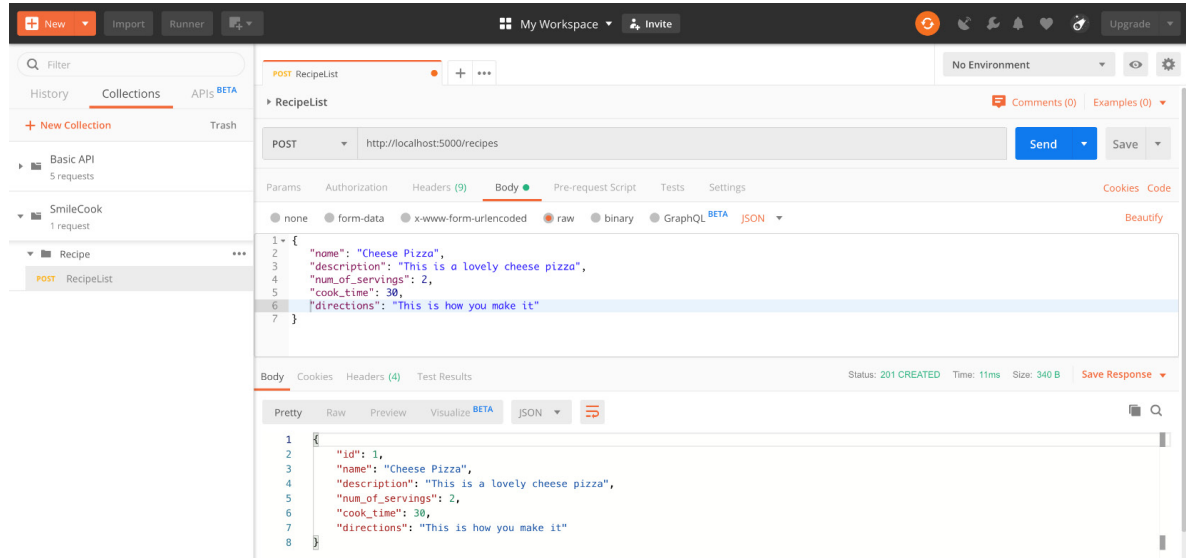 New Import Runner My Workspace Invite Upgrade
Filter
History Collections APIs BETA
+ New Collection Trash
Basic API
5 requests
SmileCook
1 request
Recipe •••
POST RecipeList
POST RecipeList + •••
No Environment
RecipeList Comments (0) Examples (0)
POST http://localhost:5000/recipes Send Save
Params Authorization Headers (9) Body Pre-request Script Tests Settings Cookies Code
none form-data x-www-form-urlencoded raw binary GraphQL BETA JSON Beautify
1 {
2 "name": "Cheese Pizza",
3 "description": "This is a lovely cheese pizza",
4 "num_of_servings": 2,
5 "cook_time": 30,
6 "directions": "This is how you make it"
7 }
Body Cookies Headers (4) Test Results Status: 201 CREATED Time: 11ms Size: 340 B Save Response
Pretty Raw Preview Visualize BETA JSON
1 {
2 "id": 1,
3 "name": "Cheese Pizza",
4 "description": "This is a lovely cheese pizza",
5 "num_of_servings": 2,
6 "cook_time": 30,
7 "directions": "This is how you make it"
8 }